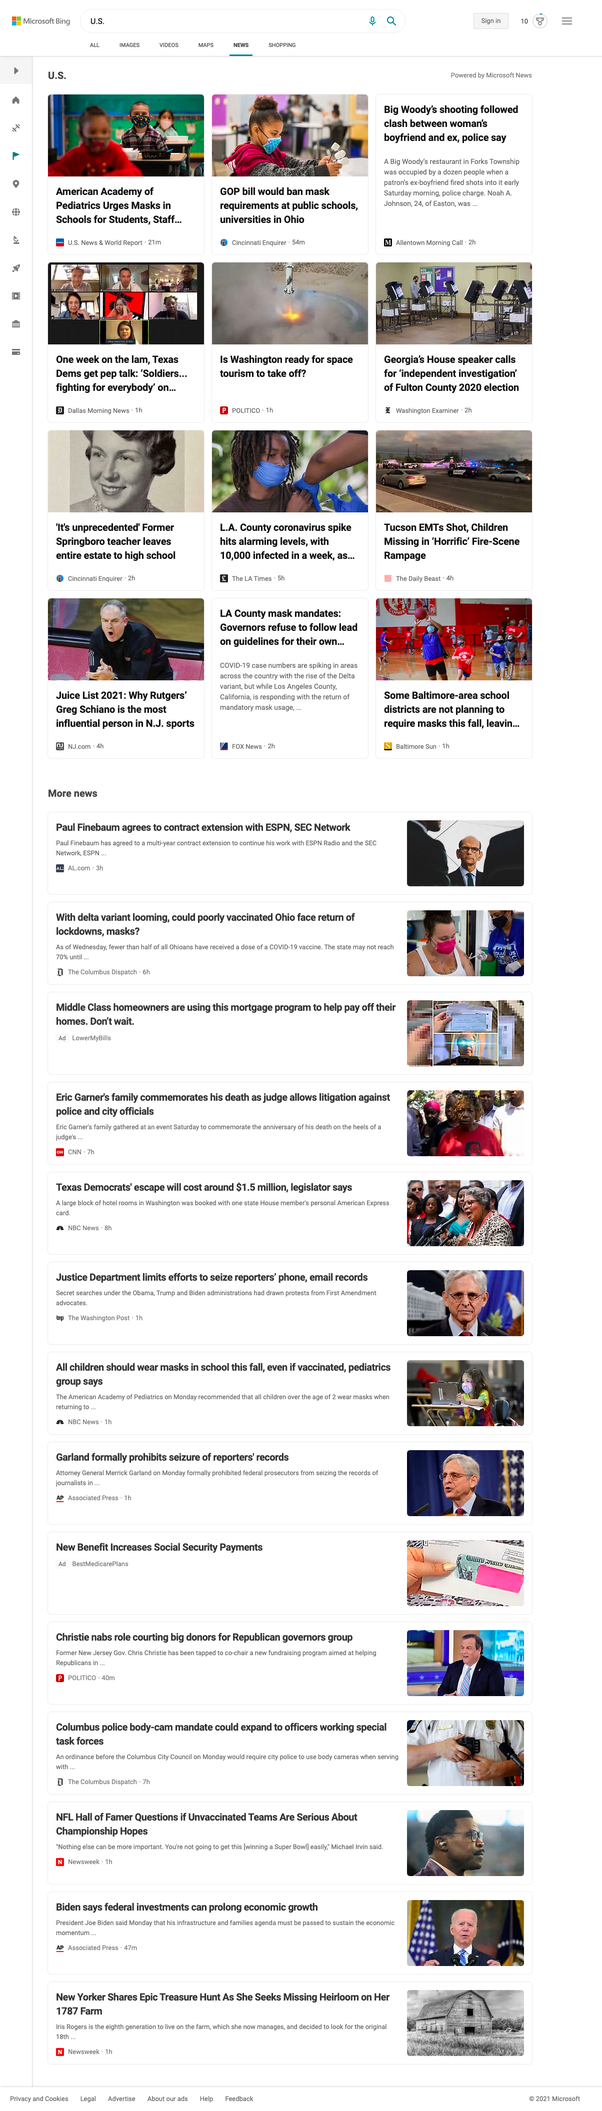 Microsoft Bing
U.S.
Sign in
10
ALL
IMAGES
VIDEOS
MAPS
NEWS
SHOPPING
U.S.
Powered by Microsoft News
American Academy of
Pediatrics Urges Masks in
Schools for Students, Staff...
U.S. News & World Report · 21m
GOP bill would ban mask
requirements at public schools,
universities in Ohio
Cincinnati Enquirer · 54m
Big Woody's shooting followed
clash between woman's
boyfriend and ex, police say
A Big Woody's restaurant in Forks Township
was occupied by a dozen people when a
patron's ex-boyfriend fired shots into it early
Saturday morning, police charge. Noah A.
Johnson, 24, of Easton, was ...
Allentown Morning Call · 2h
One week on the lam, Texas
Dems get pep talk: 'Soldiers...
fighting for everybody' on...
Dallas Morning News · 1h
Is Washington ready for space
tourism to take off?
POLITICO · 1h
Georgia's House speaker calls
for 'independent investigation'
of Fulton County 2020 election
Washington Examiner · 2h
'It's unprecedented' Former
Springboro teacher leaves
entire estate to high school
Cincinnati Enquirer · 2h
L.A. County coronavirus spike
hits alarming levels, with
10,000 infected in a week, as...
The LA Times · 5h
Tucson EMTs Shot, Children
Missing in 'Horrific' Fire-Scene
Rampage
The Daily Beast · 4h
Juice List 2021: Why Rutgers'
Greg Schiano is the most
influential person in N.J. sports
NJ.com · 4h
LA County mask mandates:
Governors refuse to follow lead
on guidelines for their own...
COVID-19 case numbers are spiking in areas
across the country with the rise of the Delta
variant, but while Los Angeles County,
California, is responding with the return of
mandatory mask usage, ...
FOX News · 2h
Some Baltimore-area school
districts are not planning to
require masks this fall, leavin...
Baltimore Sun · 1h
More news
Paul Finebaum agrees to contract extension with ESPN, SEC Network
Paul Finebaum has agreed to a multi-year contract extension to continue his work with ESPN Radio and the SEC
Network, ESPN ...
AL.com · 3h
With delta variant looming, could poorly vaccinated Ohio face return of
lockdowns, masks?
As of Wednesday, fewer than half of all Ohioans have received a dose of a COVID-19 vaccine. The state may not reach
70% until ...
The Columbus Dispatch · 6h
Middle Class homeowners are using this mortgage program to help pay off their
homes. Don't wait.
Ad LowerMyBills
Eric Garner's family commemorates his death as judge allows litigation against
police and city officials
Eric Garner's family gathered at an event Saturday to commemorate the anniversary of his death on the heels of a
judge's ...
CNN · 7h
Texas Democrats' escape will cost around $1.5 million, legislator says
A large block of hotel rooms in Washington was booked with one state House member's personal American Express
card.
NBC News · 8h
Justice Department limits efforts to seize reporters' phone, email records
Secret searches under the Obama, Trump and Biden administrations had drawn protests from First Amendment
advocates.
wp The Washington Post · 1h
All children should wear masks in school this fall, even if vaccinated, pediatrics
group says
The American Academy of Pediatrics on Monday recommended that all children over the age of 2 wear masks when
returning to ...
NBC News · 1h
Garland formally prohibits seizure of reporters' records
Attorney General Merrick Garland on Monday formally prohibited federal prosecutors from seizing the records of
journalists in ...
AP Associated Press · 1h
New Benefit Increases Social Security Payments
Ad BestMedicarePlans
Christie nabs role courting big donors for Republican governors group
Former New Jersey Gov. Chris Christie has been tapped to co-chair a new fundraising program aimed at helping
Republicans in ...
POLITICO · 40m
Columbus police body-cam mandate could expand to officers working special
task forces
An ordinance before the Columbus City Council on Monday would require city police to use body cameras when serving
with ...
The Columbus Dispatch · 7h
NFL Hall of Famer Questions if Unvaccinated Teams Are Serious About
Championship Hopes
"Nothing else can be more important. You're not going to get this [winning a Super Bowl] easily," Michael Irvin said.
N Newsweek · 1h
Biden says federal investments can prolong economic growth
President Joe Biden said Monday that his infrastructure and families agenda must be passed to sustain the economic
momentum ...
AP Associated Press · 47m
New Yorker Shares Epic Treasure Hunt As She Seeks Missing Heirloom on Her
1787 Farm
Iris Rogers is the eighth generation to live on the farm, which she now manages, and decided to look for the original
18th ...
N Newsweek · 1h
Privacy and Cookies
Legal
Advertise
About our ads
Help
Feedback
© 2021 Microsoft